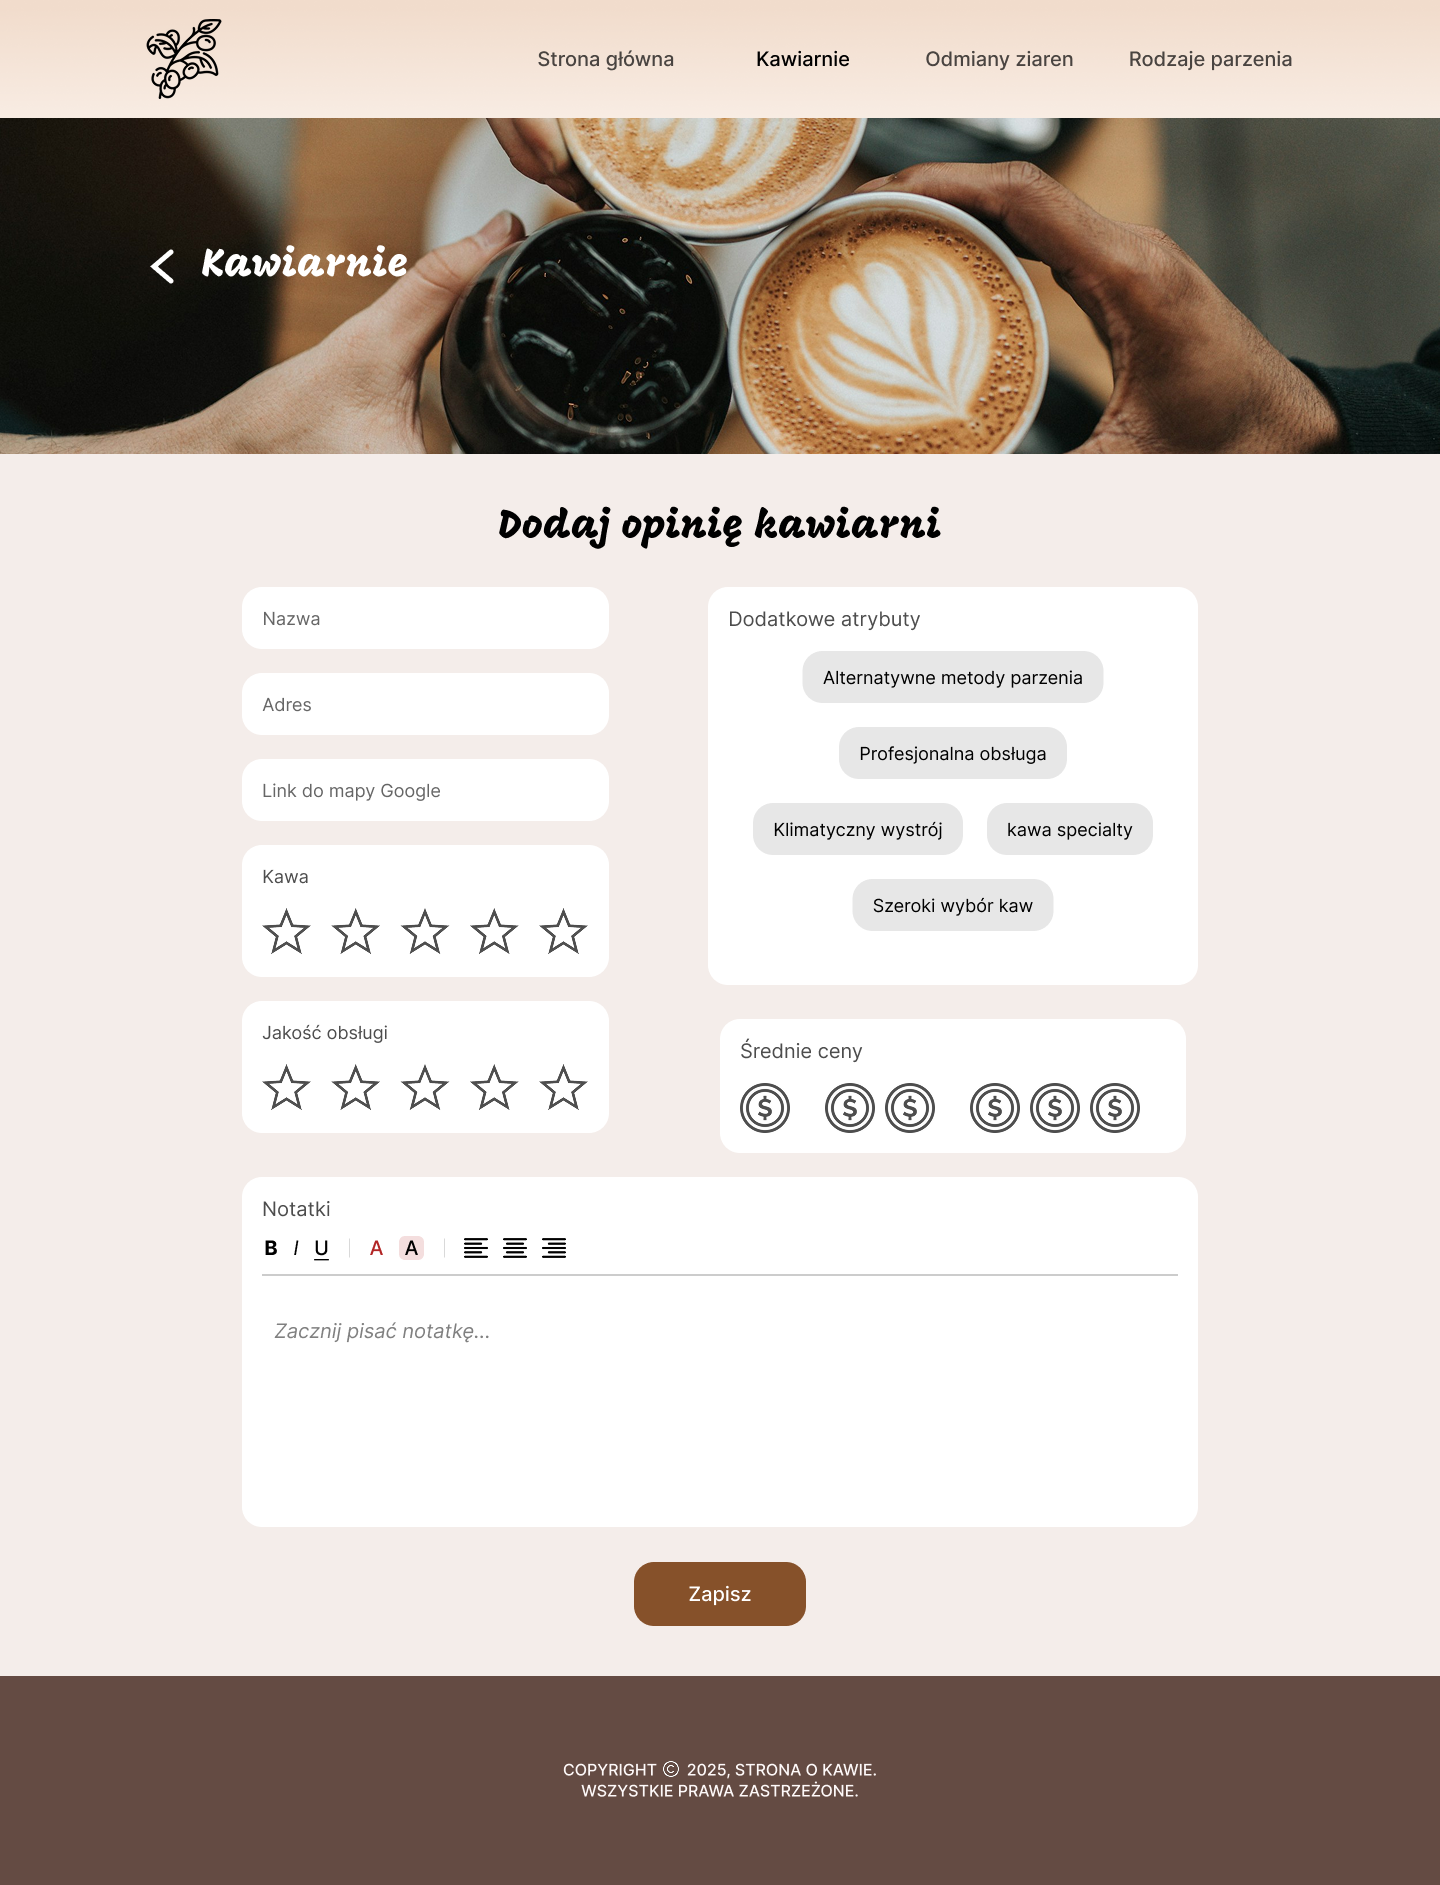 Strona główna
Kawiarnie
Odmiany ziaren
Rodzaje parzenia
Kawiarnie
Dodaj opinię kawiarni
Nazwa
Adres
Link do mapy Google
Kawa
Jakość obsługi
Dodatkowe atrybuty
Alternatywne metody parzenia
Profesjonalna obsługa
Klimatyczny wystrój
kawa specialty
Szeroki wybór kaw
Średnie ceny
$ $ $ $ $ $
Notatki
B I U A A
Zacznij pisać notatkę...
Zapisz
COPYRIGHT © 2025, STRONA O KAWIE.
WSZYSTKIE PRAWA ZASTRZEŻONE.